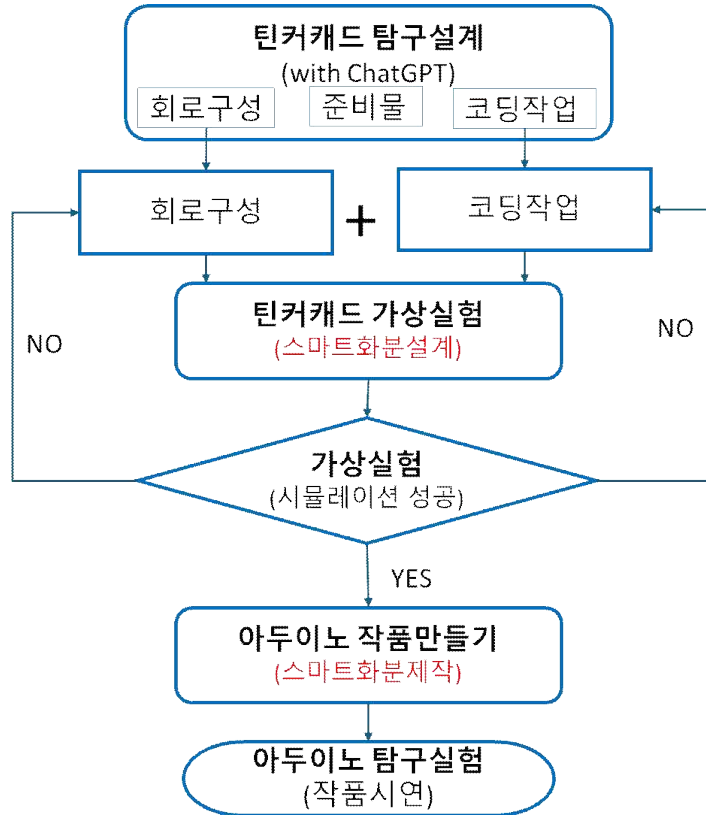 틴커캐드 탐구설계
(with ChatGPT)
회로구성 준비물 코딩작업
회로구성 + 코딩작업
틴커캐드 가상실험
(스마트화분설계)
NO
NO
가상실험
(시뮬레이션 성공)
YES
아두이노 작품만들기
(스마트화분제작)
아두이노 탐구실험
(작품시연)